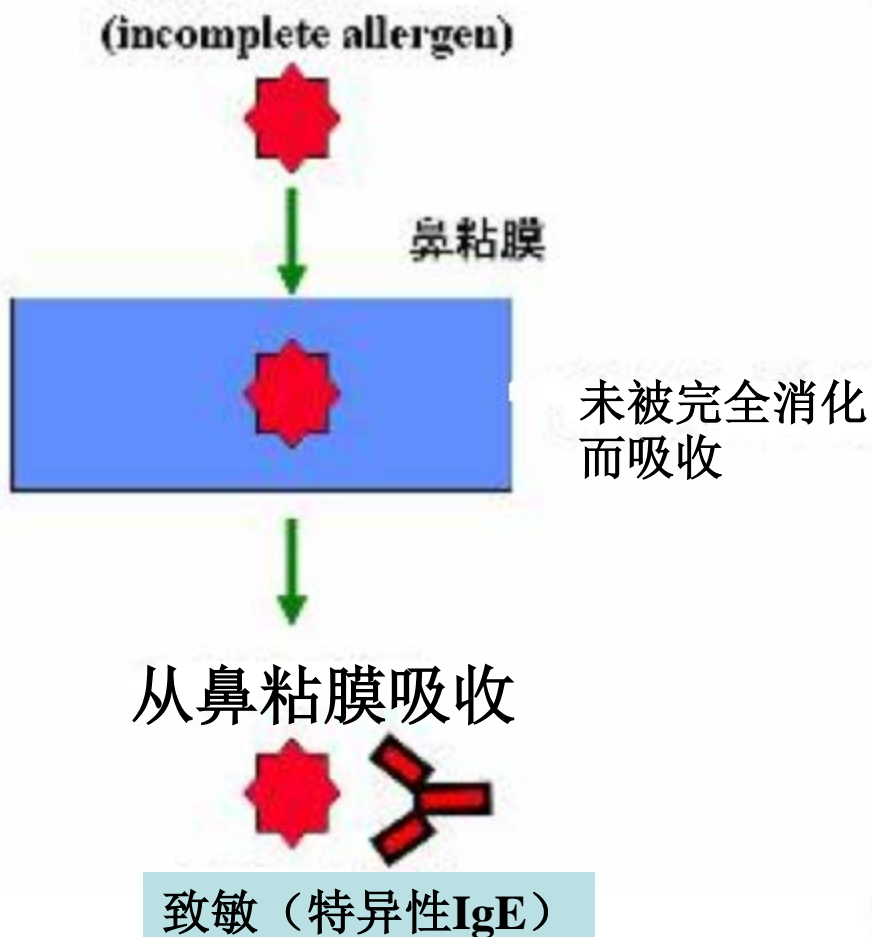 (incomplete allergen)
鼻粘膜
未被完全消化
而吸收
从鼻粘膜吸收
致敏（特异性IgE）